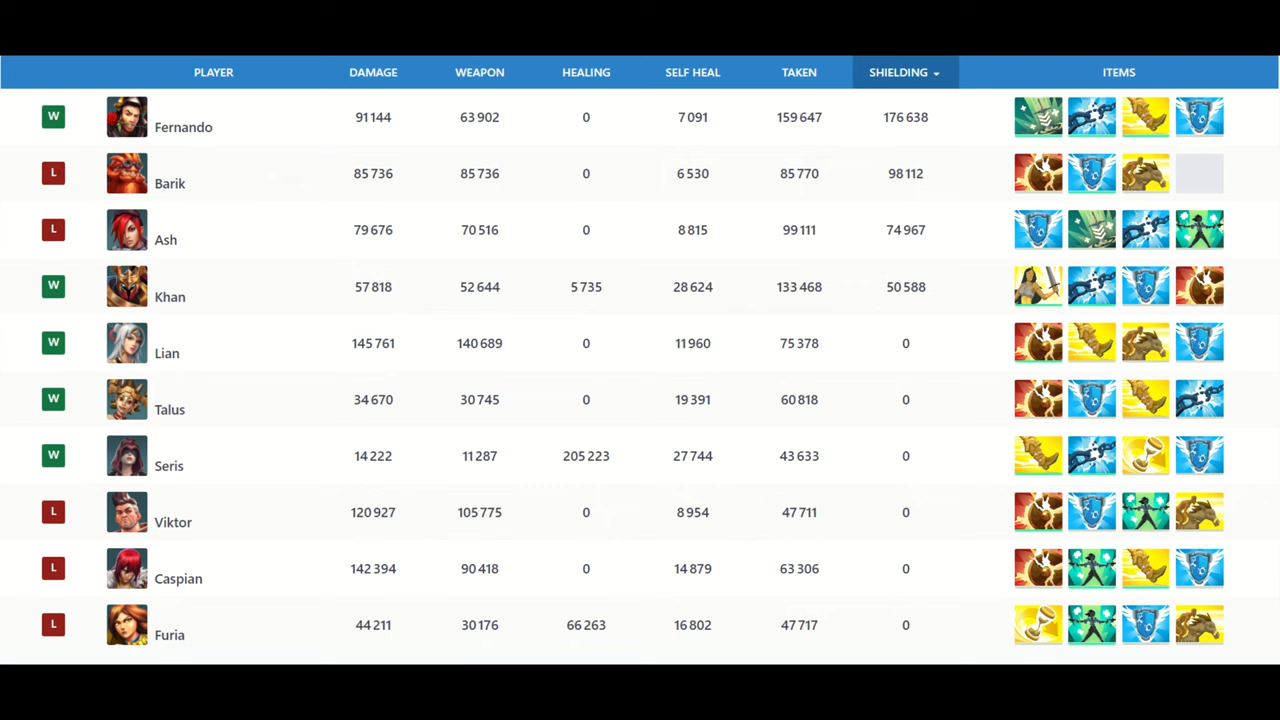 PLAYER DAMAGE WEAPON HEALING SELF HEAL TAKEN SHIELDING ITEMS
W Fernando 91 144 63 902 0 7 091 159 647 176 638
L Barik 85 736 85 736 0 6 530 85 770 98 112
L Ash 79 676 70 516 0 8 815 99 111 74 967
W Khan 57 818 52 644 5 735 28 624 133 468 50 588
W Lian 145 761 140 689 0 11 960 75 378 0
W Talus 34 670 30 745 0 19 391 60 818 0
W Seris 14 222 11 287 205 223 27 744 43 633 0
L Viktor 120 927 105 775 0 8 954 47 711 0
L Caspian 142 394 90 418 0 14 879 63 306 0
L Furia 44 211 30 176 66 263 16 802 47 717 0